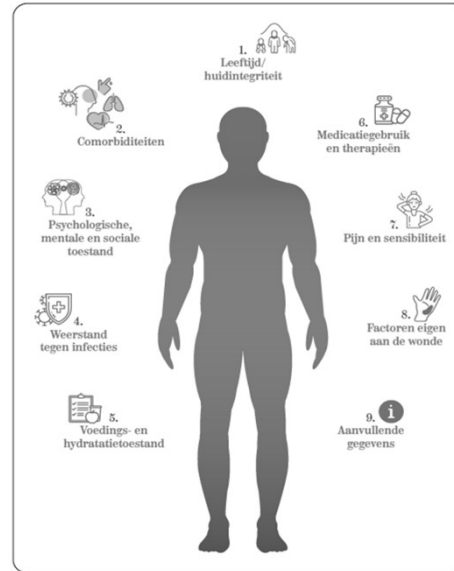 1.
Leeftijd/
huidintegriteit
2.
Comorbiditeiten
3.
Psychologische,
mentale en sociale
toestand
4.
Weerstand
tegen infecties
5.
Voedings- en
hydratatietoestand
6.
Medicatiegebruik
en therapieën
7.
Pijn en sensibiliteit
8.
Factoren eigen
aan de wonde
9. i
Aanvullende
gegevens